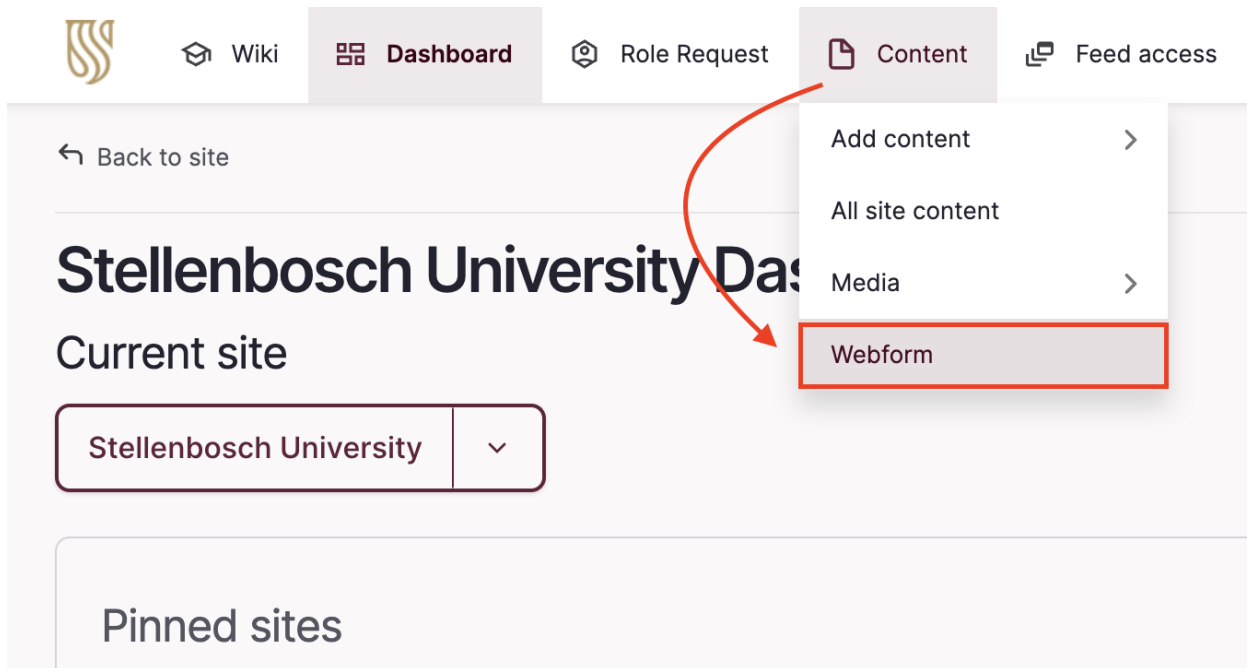 Wiki
Dashboard
Role Request
Content
Feed access
Back to site
Add content
All site content
Media
Webform
Stellenbosch University Das
Current site
Stellenbosch University
Pinned sites